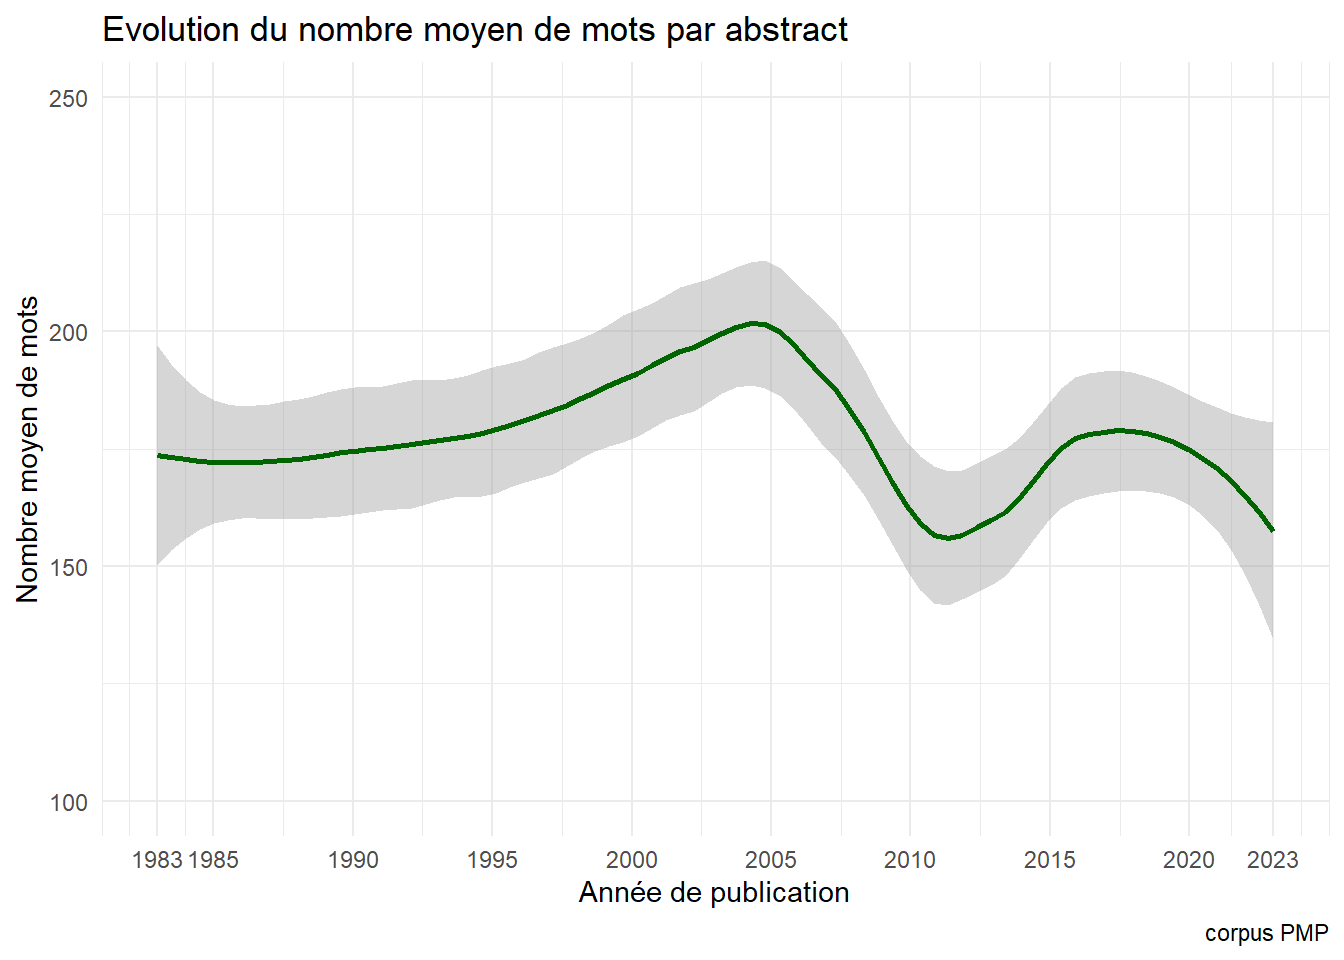 Evolution du nombre moyen de mots par abstract
Nombre moyen de mots
250
200
150
100
1983 1985 1990 1995 2000 2005 2010 2015 2020 2023
Année de publication
corpus PMP